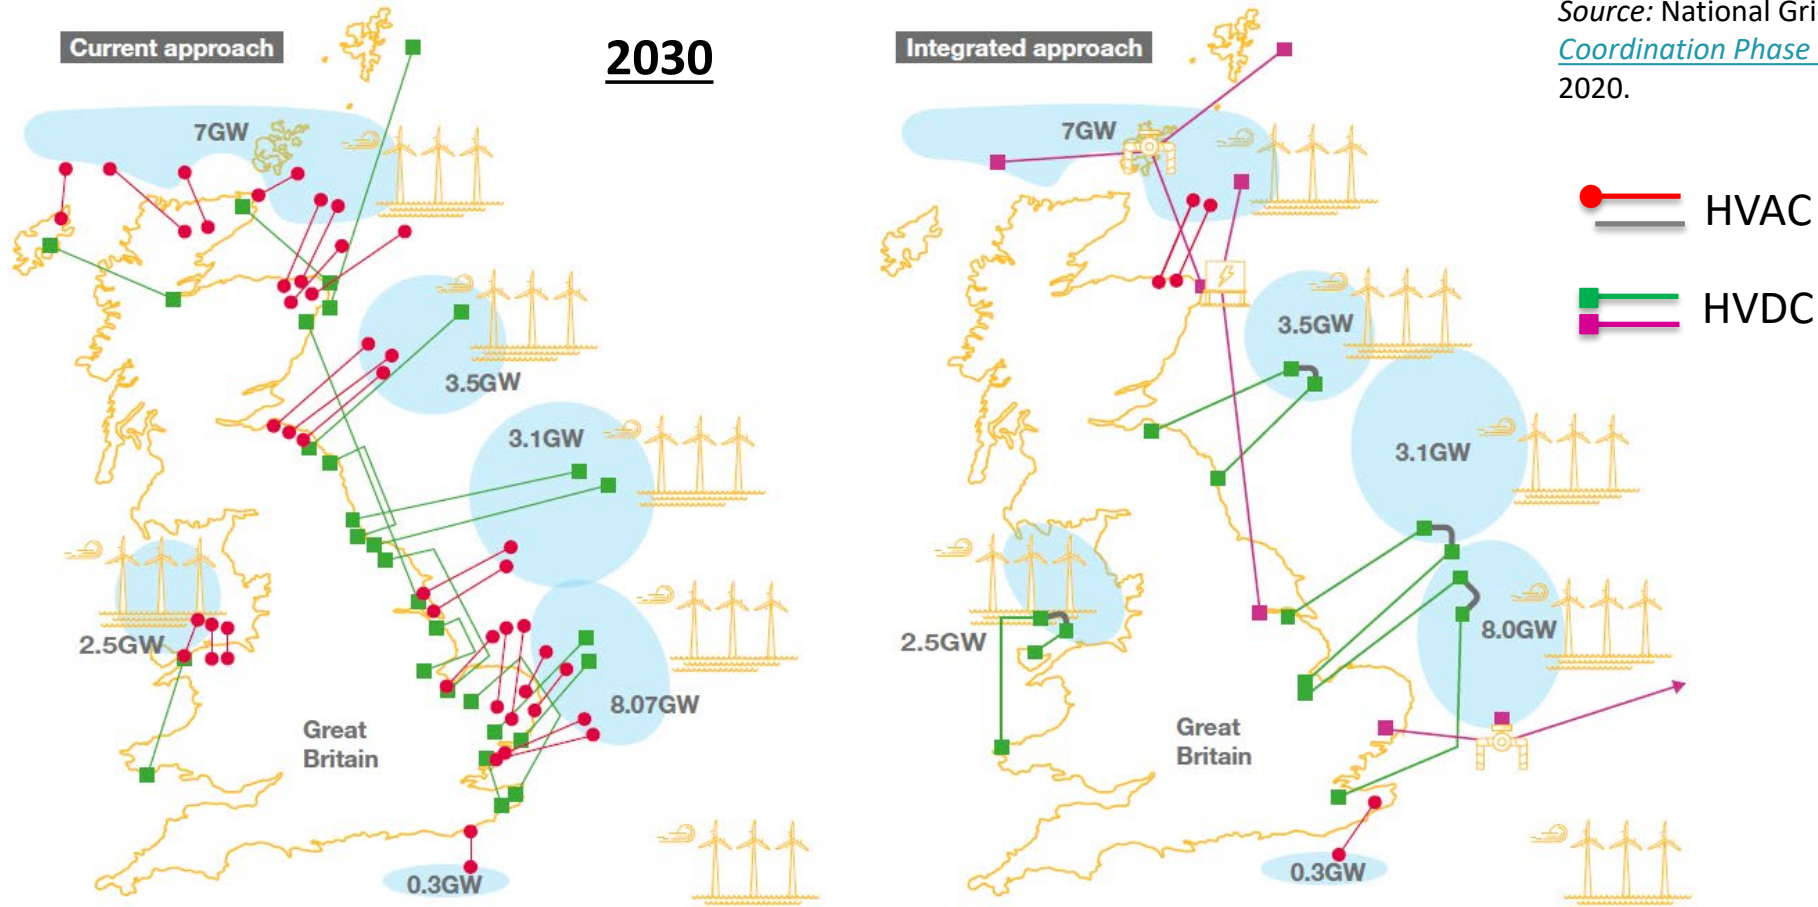 Current approach
2030
7GW
3.5GW
3.1GW
2.5GW
8.07GW
Great
Britain
0.3GW
Integrated approach
7GW
3.5GW
3.1GW
2.5GW
8.0GW
Great
Britain
0.3GW
Source: National Gri
Coordination Phase
2020.
HVAC
HVDC